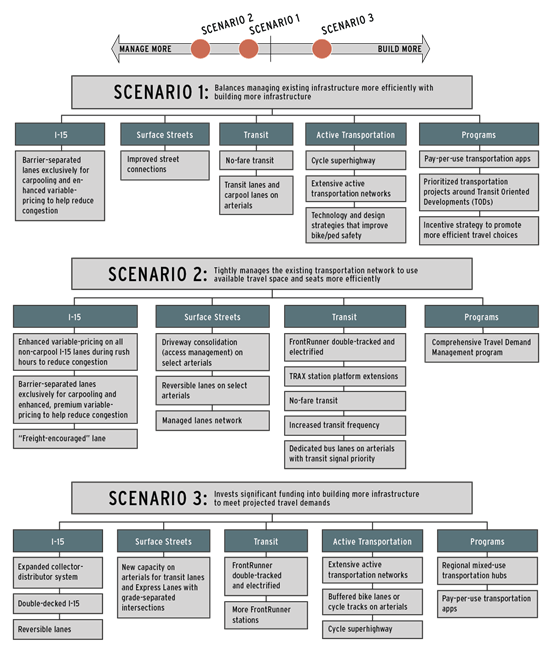 SCENARIO 2
SCENARIO 1
SCENARIO 3
MANAGE MORE
BUILD MORE
SCENARIO 1: Balances managing existing infrastructure more efficiently with
building more infrastructure
I-15
Barrier-separated
lanes exclusively for
carpooling and en-
hanced variable-
pricing to help reduce
congestion
Surface Streets
Improved street
connections
Transit
No-fare transit
Transit lanes and
carpool lanes on
arterials
Active Transportation
Cycle superhighway
Extensive active
transportation networks
Technology and design
strategies that improve
bike/ped safety
Programs
Pay-per-use transportation apps
Prioritized transportation
projects around Transit Oriented
Developments (TODs)
Incentive strategy to promote
more efficient travel choices
SCENARIO 2: Tightly manages the existing transportation network to use
available travel space and seats more efficiently
I-15
Enhanced variable-pricing on all
non-carpool I-15 lanes during rush
hours to reduce congestion
Barrier-separated lanes
exclusively for carpooling and
enhanced, premium variable-
pricing to help reduce congestion
"Freight-encouraged" lane
Surface Streets
Driveway consolidation
(access management) on
select arterials
Reversible lanes on select
arterials
Managed lanes network
Transit
FrontRunner double-tracked and
electrified
TRAX station platform extensions
No-fare transit
Increased transit frequency
Dedicated bus lanes on arterials
with transit signal priority
Programs
Comprehensive Travel Demand
Management program
SCENARIO 3: Invests significant funding into building more infrastructure
to meet projected travel demands
I-15
Expanded collector-
distributor system
Double-decked I-15
Reversible lanes
Surface Streets
New capacity on
arterials for transit lanes
and Express Lanes with
grade-separated
intersections
Transit
FrontRunner
double-tracked
and electrified
More FrontRunner
stations
Active Transportation
Extensive active
transportation networks
Buffered bike lanes or
cycle tracks on arterials
Cycle superhighway
Programs
Regional mixed-use
transportation hubs
Pay-per-use transportation
apps